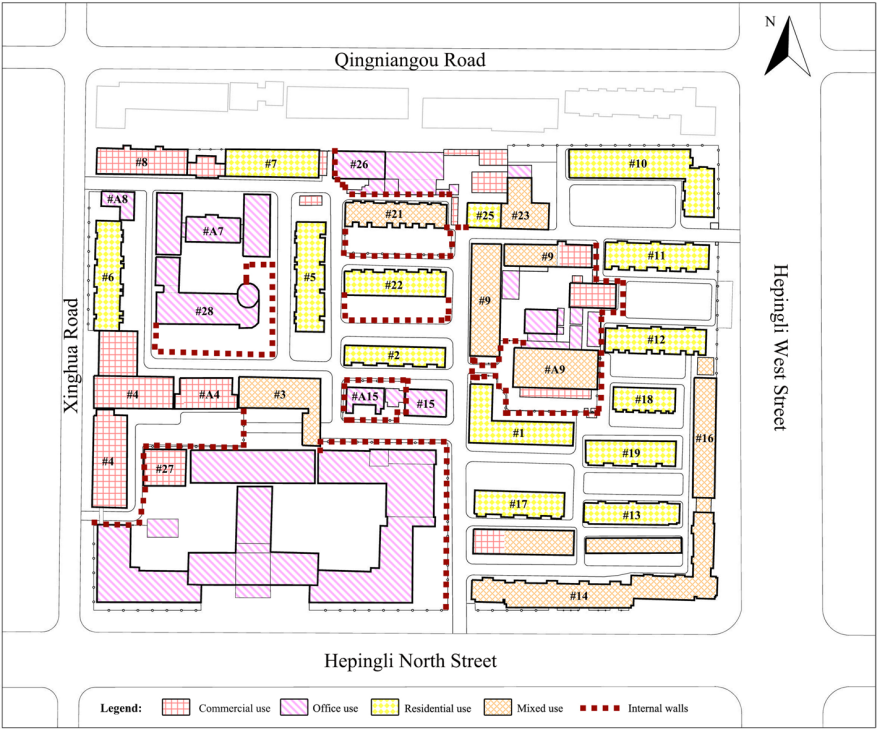 N
Qingniangou Road
#8
#7
#26
#10
#A8
#21
#25
#23
#A7
#6
#5
#9
#11
#22
#9
#28
#12
#2
#A9
#4
#A4
#3
#A15
#15
#18
#1
#16
#4
#27
#19
#17
#13
#14
Xinghua Road
Hepingli West Street
Hepingli North Street
Legend:
Commercial use
Office use
Residential use
Mixed use
Internal walls